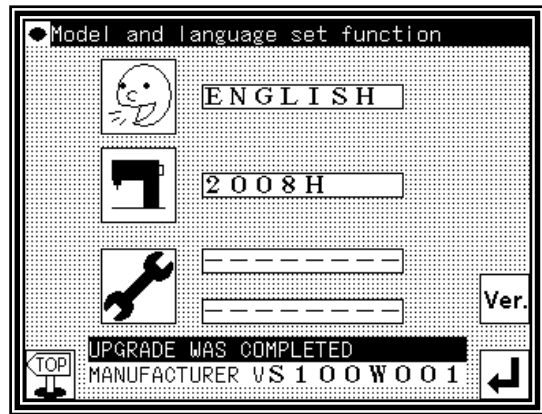 Model and language set function
ENGLISH
2008H
--------
--------
Ver.
UPGRADE WAS COMPLETED
TOP
MANUFACTURER VS100W001